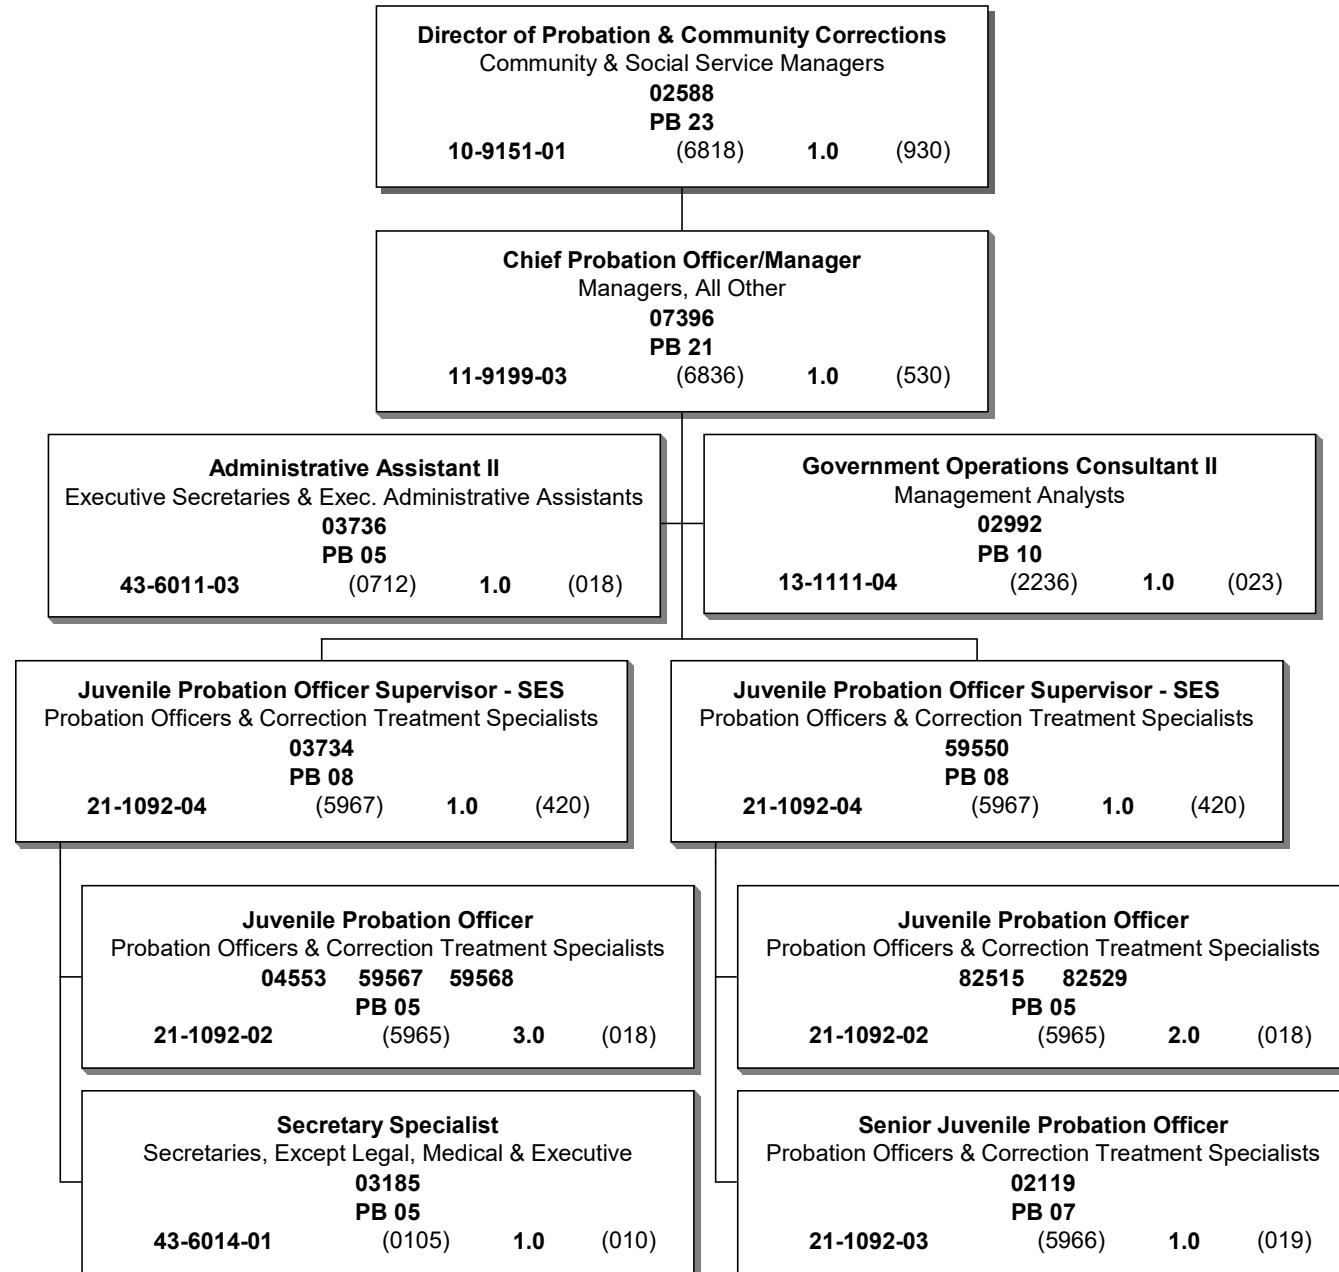 Director of Probation & Community Corrections
Community & Social Service Managers
02588
PB 23
10-9151-01 (6818) 1.0 (930)
Chief Probation Officer/Manager
Managers, All Other
07396
PB 21
11-9199-03 (6836) 1.0 (530)
Administrative Assistant II
Executive Secretaries & Exec. Administrative Assistants
03736
PB 05
43-6011-03 (0712) 1.0 (018)
Government Operations Consultant II
Management Analysts
02992
PB 10
13-1111-04 (2236) 1.0 (023)
Juvenile Probation Officer Supervisor - SES
Probation Officers & Correction Treatment Specialists
03734
PB 08
21-1092-04 (5967) 1.0 (420)
Juvenile Probation Officer Supervisor - SES
Probation Officers & Correction Treatment Specialists
59550
PB 08
21-1092-04 (5967) 1.0 (420)
Juvenile Probation Officer
Probation Officers & Correction Treatment Specialists
04553 59567 59568
PB 05
21-1092-02 (5965) 3.0 (018)
Juvenile Probation Officer
Probation Officers & Correction Treatment Specialists
82515 82529
PB 05
21-1092-02 (5965) 2.0 (018)
Secretary Specialist
Secretaries, Except Legal, Medical & Executive
03185
PB 05
43-6014-01 (0105) 1.0 (010)
Senior Juvenile Probation Officer
Probation Officers & Correction Treatment Specialists
02119
PB 07
21-1092-03 (5966) 1.0 (019)